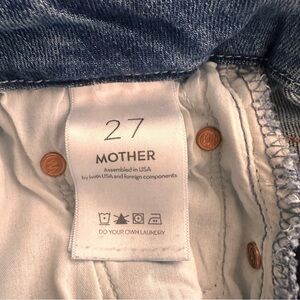 27
MOTHER
Assembled in USA
by both USA and foreign components
DO YOUR OWN LAUNDRY